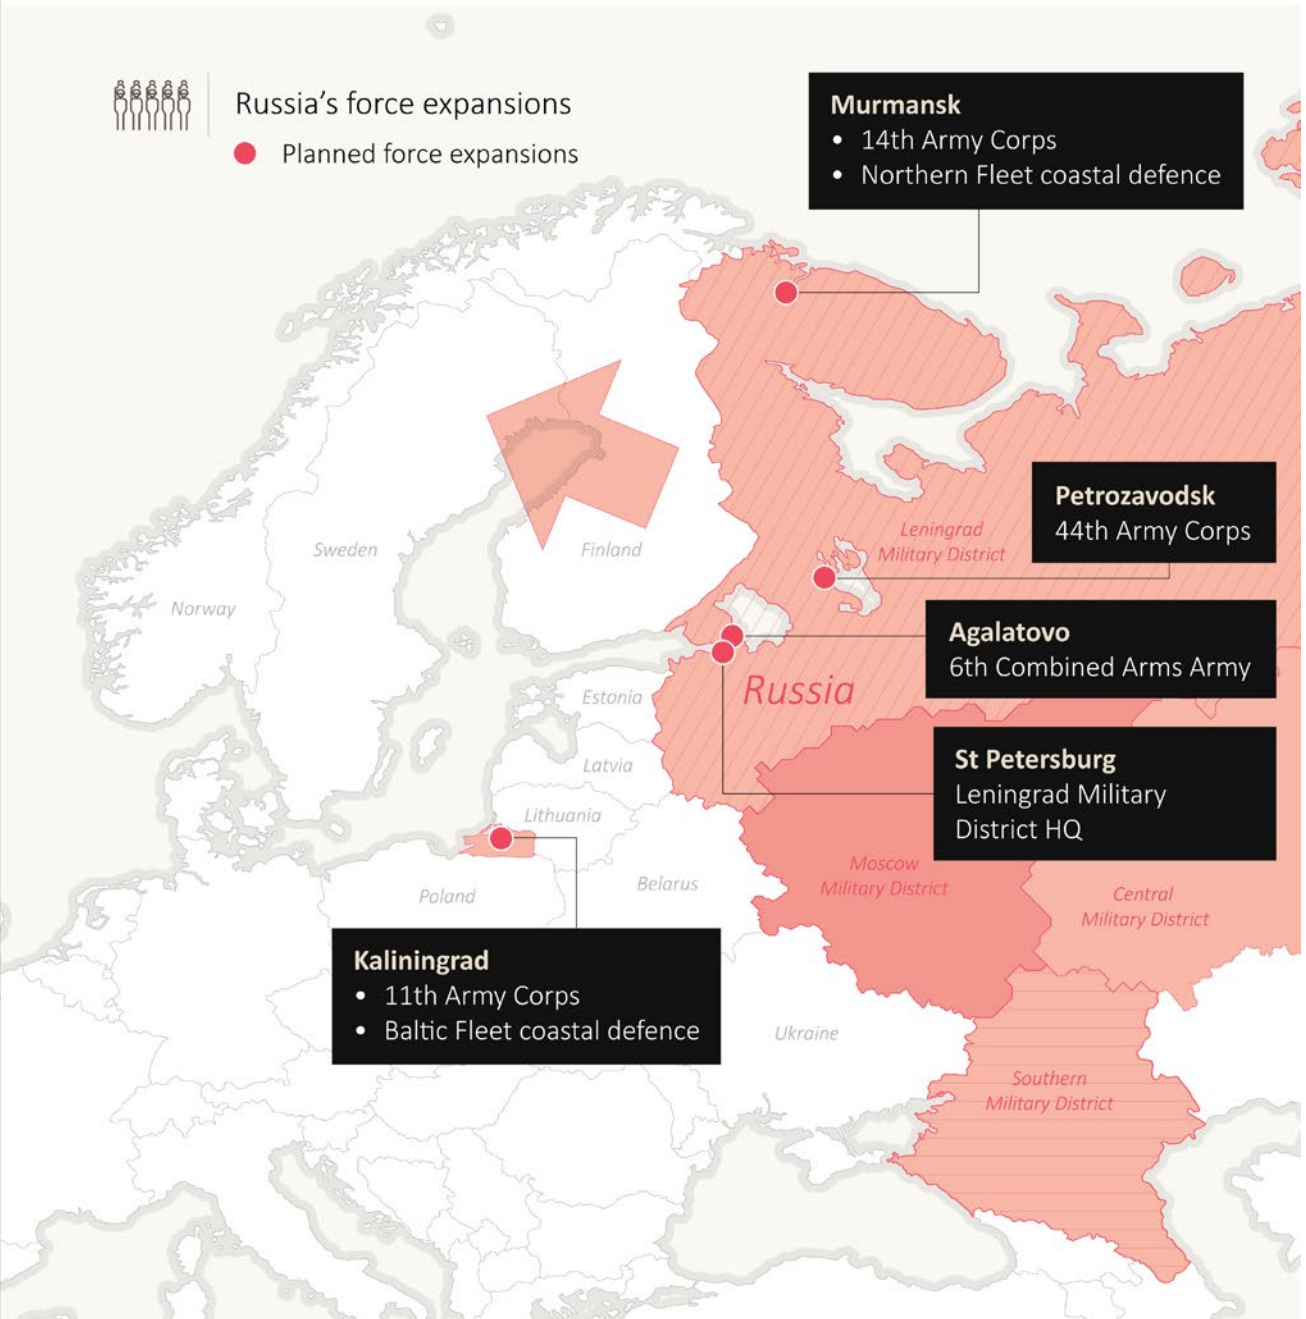 Russia's force expansions
Planned force expansions
Murmansk
• 14th Army Corps
• Northern Fleet coastal defence
Petrozavodsk
44th Army Corps
Leningrad
Military District
Sweden
Finland
Norway
Agalatovo
6th Combined Arms Army
Russia
Estonia
St Petersburg
Leningrad Military
District HQ
Latvia
Lithuania
Moscow
Military District
Belarus
Poland
Central
Military District
Kaliningrad
• 11th Army Corps
• Baltic Fleet coastal defence
Ukraine
Southern
Military District